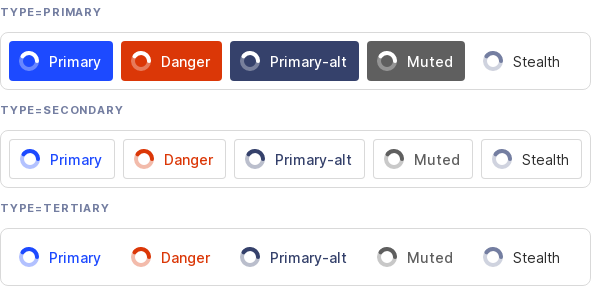 TYPE=PRIMARY
Primary Danger Primary-alt Muted Stealth
TYPE=SECONDARY
Primary Danger Primary-alt Muted Stealth
TYPE=TERTIARY
Primary Danger Primary-alt Muted Stealth